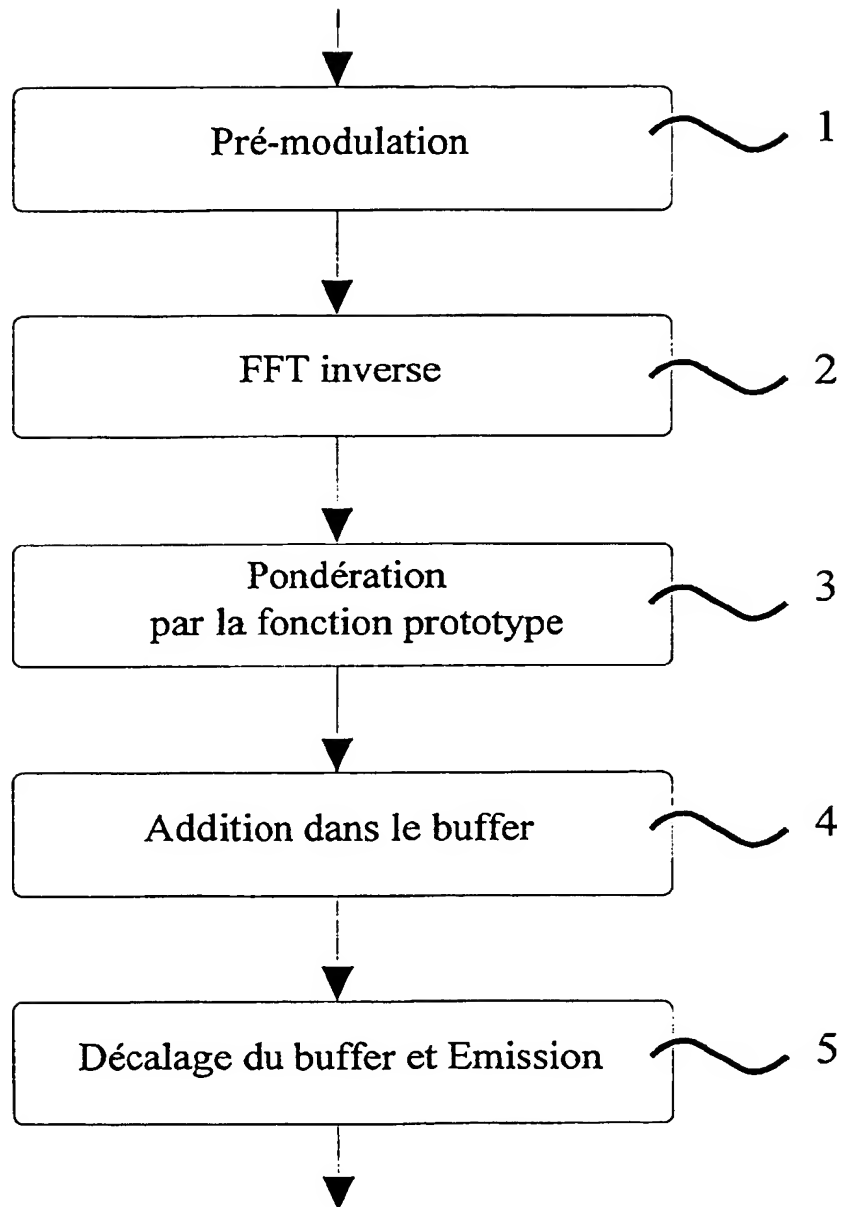 Pré-modulation
1
FFT inverse
2
Pondération
par la fonction prototype
3
Addition dans le buffer
4
Décalage du buffer et Emission
5